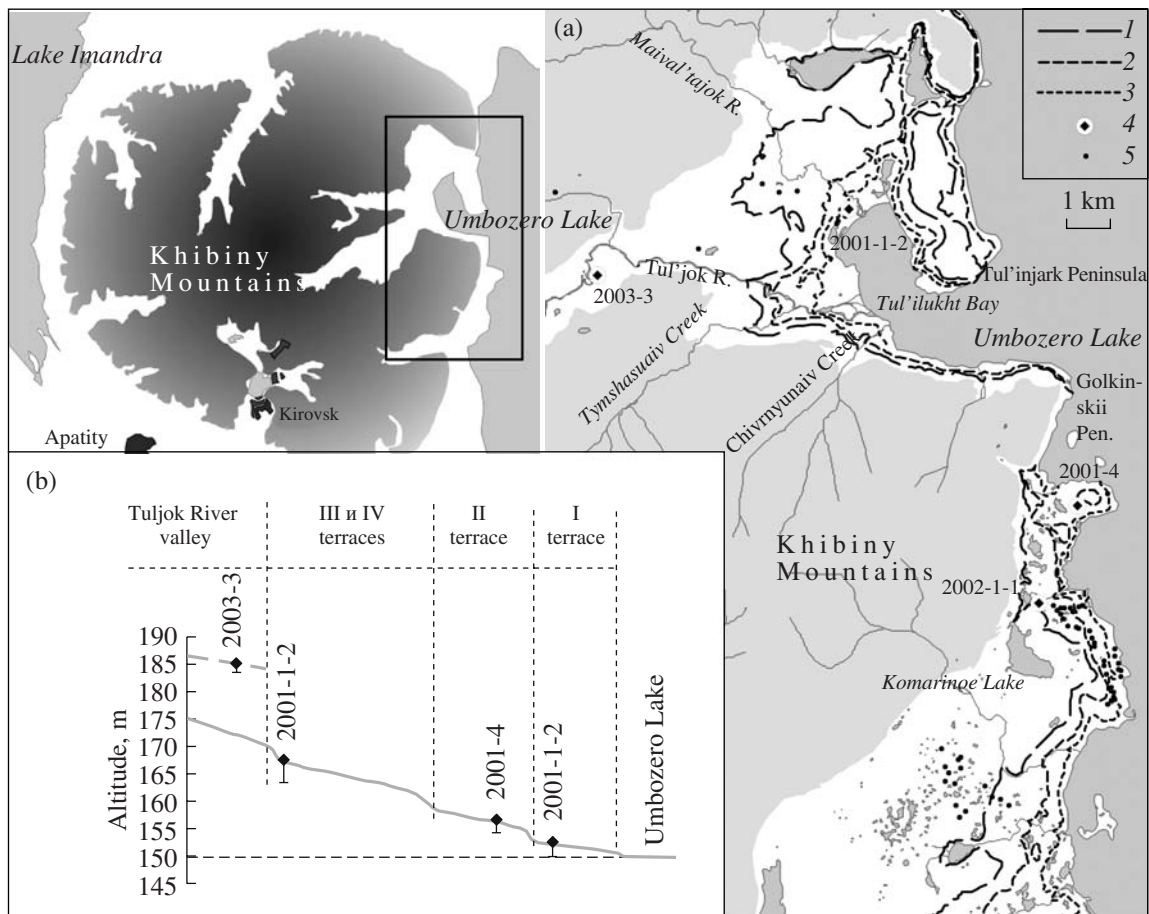 Lake Imandra
Umbozero Lake
Khibiny
Mountains
Kirovsk
Apatity
(a)
Maival'tajok R.
1
2
3
4
5
1 km
2001-1-2
Tul'jok R.
2003-3
Tul'injark Peninsula
Tul'ilukht Bay
Tymshasuaiv Creek
Chivrnyunaiv Creek
Umbozero Lake
Golkin-
skii
Pen.
2001-4
Khibiny
Mountains
2002-1-1
Komarinoe Lake
(b)
Tuljok River
valley
III и IV
terraces
II
terrace
I
terrace
Altitude, m
190
185
180
175
170
165
160
155
150
145
2003-3
2001-1-2
2001-4
2001-1-2
Umbozero Lake